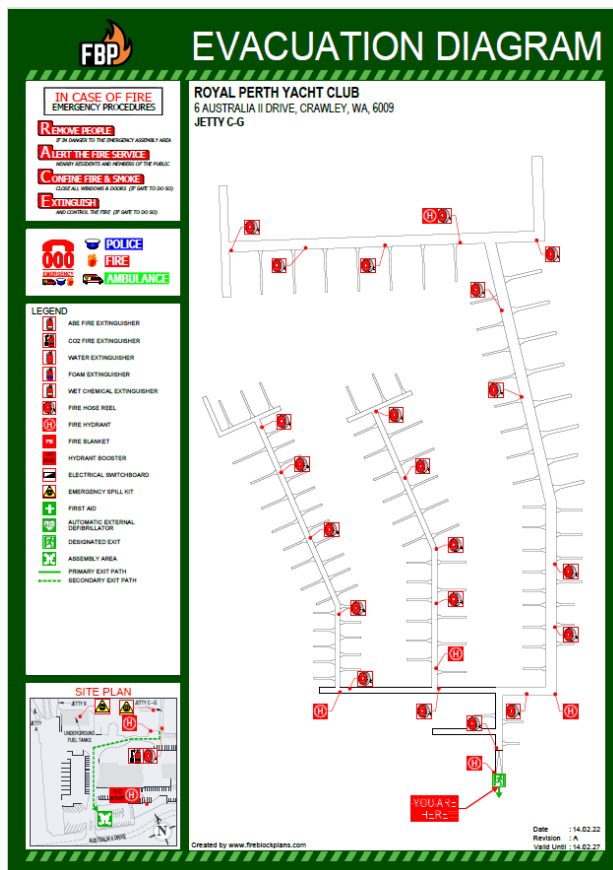 FBP
EVACUATION DIAGRAM
IN CASE OF FIRE
EMERGENCY PROCEDURES
REMOVE PEOPLE
IF IN DANGER TO THE EMERGENCY ASSEMBLY AREA
ALERT THE FIRE SERVICE
NEARBY RESIDENTS AND MEMBERS OF THE PUBLIC
CONFINE FIRE & SMOKE
CLOSE ALL WINDOWS & DOORS (IF SAFE TO DO SO)
EXTINGUISH
AND CONTROL THE FIRE (IF SAFE TO DO SO)
000
POLICE
FIRE
AMBULANCE
LEGEND
ABE FIRE EXTINGUISHER
CO2 FIRE EXTINGUISHER
WATER EXTINGUISHER
FOAM EXTINGUISHER
WET CHEMICAL EXTINGUISHER
FIRE HOSE REEL
H FIRE HYDRANT
FB FIRE BLANKET
HYDRANT BOOSTER
ELECTRICAL SWITCHBOARD
EMERGENCY SPILL KIT
FIRST AID
AUTOMATIC EXTERNAL
DEFIBRILLATOR
DESIGNATED EXIT
ASSEMBLY AREA
PRIMARY EXIT PATH
SECONDARY EXIT PATH
SITE PLAN
JETTY B
JETTY C-G
JETTY
A
H
UNDERGROUND
FUEL TANKS
H
AUSTRALIA II DRIVE
N
ROYAL PERTH YACHT CLUB
6 AUSTRALIA II DRIVE, CRAWLEY, WA, 6009
JETTY C-G
H
H
H
H
H
YOU ARE
HERE
Created by www.fireblockplans.com
Date : 14.02.22
Revision : A
Valid Until : 14.02.27